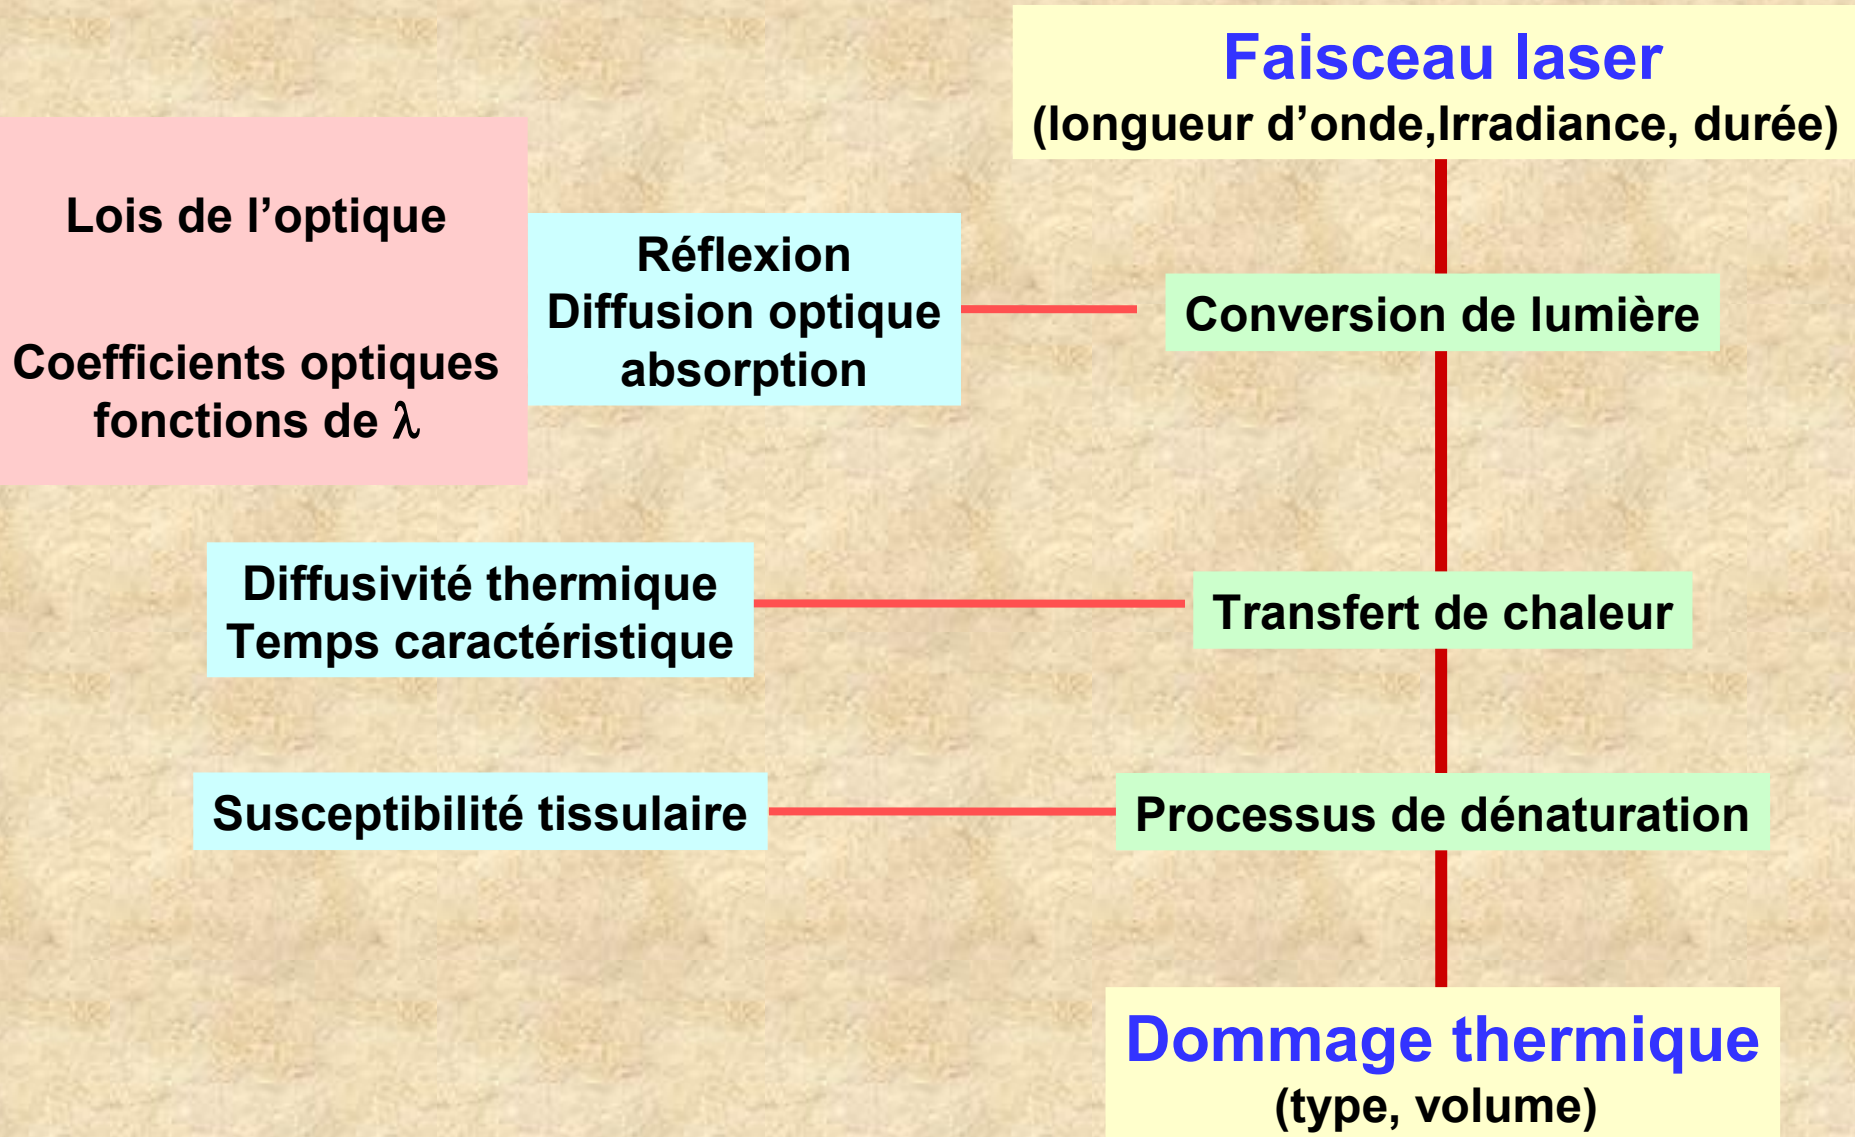 Faisceau laser
(longueur d’onde,Irradiance, durée)
Lois de l’optique
Coefficients optiques
fonctions de λ
Réflexion
Diffusion optique
absorption
Conversion de lumière
Diffusivité thermique
Temps caractéristique
Transfert de chaleur
Susceptibilité tissulaire
Processus de dénaturation
Dommage thermique
(type, volume)